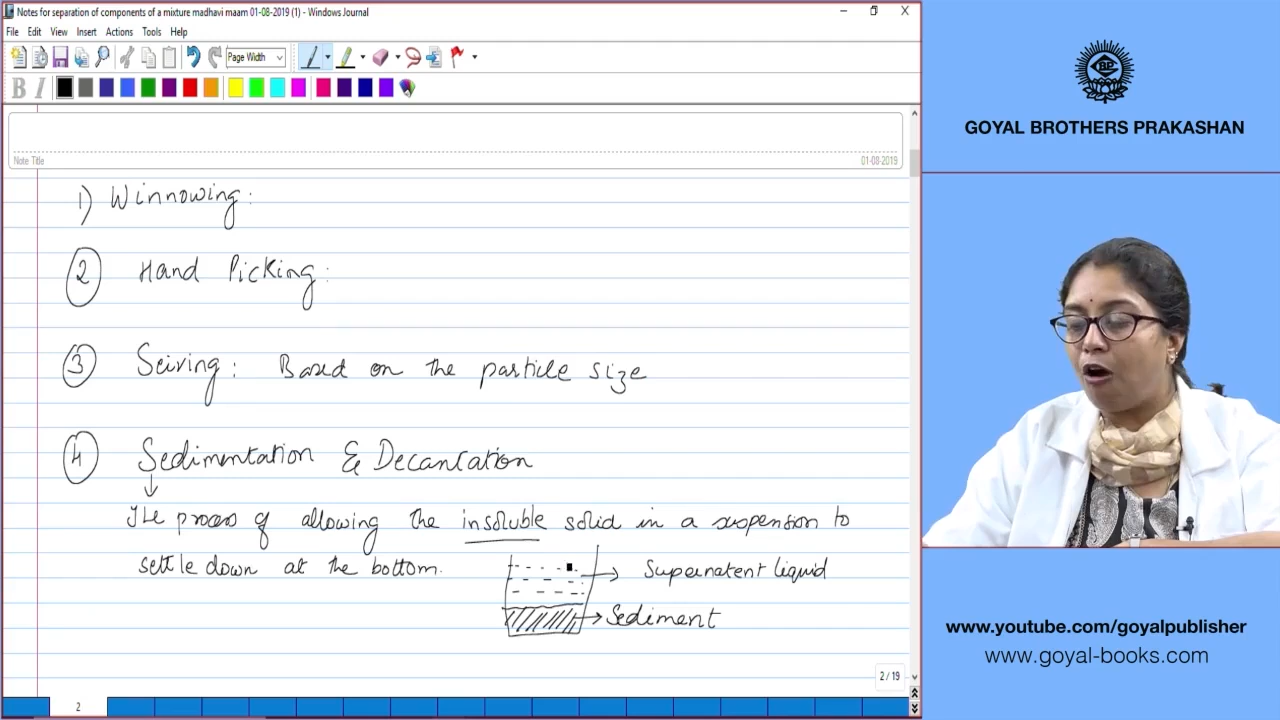 Notes for separation of components of a mixture madhavi maam 01-08-2019 (1) - Windows Journal
File Edit View Insert Actions Tools Help
Page Width
B I
Note Title
01-08-2019
1) Winnowing:
2 Hand Picking:
3 Seiving: Based on the particle size
4 Sedimentation & Decantation
The process of allowing the insoluble solid in a suspension to
settle down at the bottom.
Supernatent liquid
Sediment
2 / 19
2
GBP
GOYAL BROTHERS PRAKASHAN
www.youtube.com/goyalpublisher
www.goyal-books.com